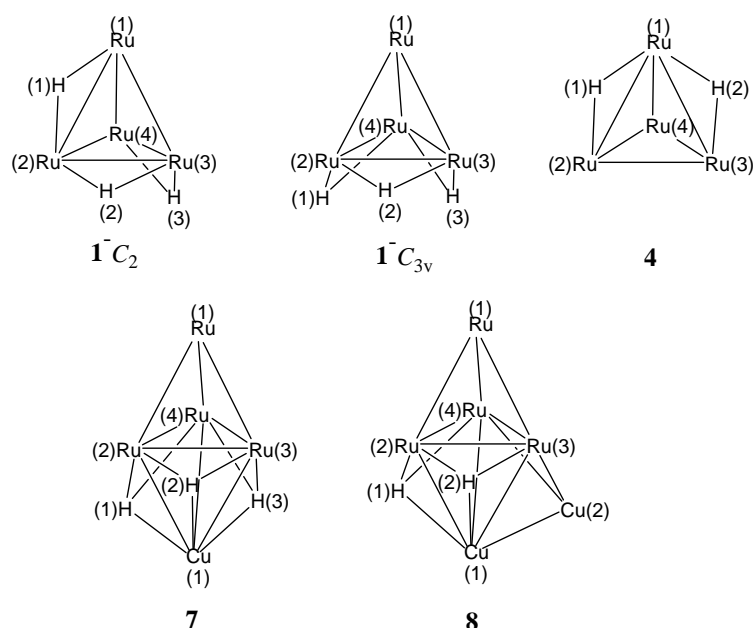 (1) (1) (1)
Ru Ru Ru
(1)H (1)H H(2)
Ru(4) (4)Ru Ru(4)
(2)Ru Ru(3) (2)Ru Ru(3) (2)Ru Ru(3)
H H (1)H H H
(2) (3) (2) (3)
1⁻C₂ 1⁻C₃ᵥ 4
(1) (1)
Ru Ru
(4)Ru (4)Ru
(2)Ru Ru(3) (2)Ru Ru(3)
(2)H (2)H
(1)H H(3) (1)H Cu(2)
Cu Cu
(1) (1)
7 8